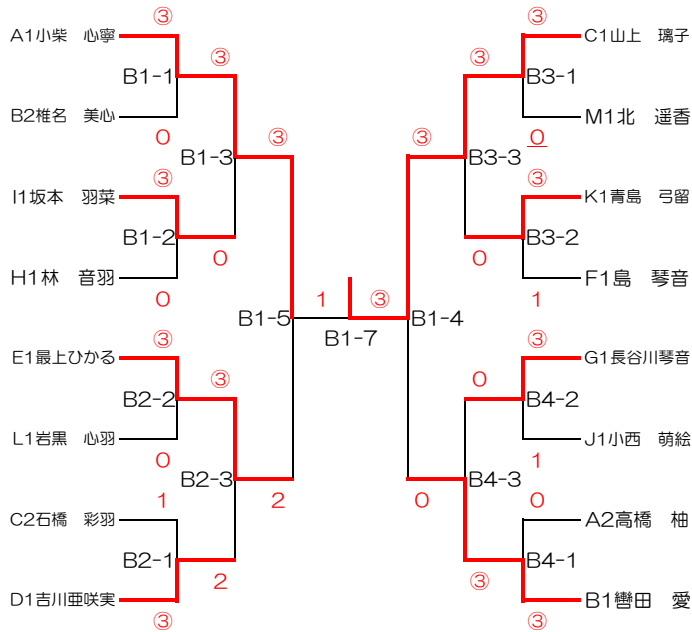 ③
③
A1小柴 心寧
C1山上 璃子
③
③
B1-1
B3-1
B2椎名 美心
M1北 遥香
0
③
③
0
B1-3
B3-3
③
③
I1坂本 羽菜
K1青島 弓留
B1-2
B3-2
0
0
H1林 音羽
F1島 琴音
0
1
1
③
B1-5
B1-4
B1-7
③
③
E1最上ひかる
G1長谷川琴音
③
0
B2-2
B4-2
L1岩黒 心羽
J1小西 萌絵
0
1
B2-3
B4-3
1
2
0
0
C2石橋 彩羽
A2高橋 柚
B2-1
B4-1
2
③
D1吉川亜咲実
B1轡田 愛
③
③